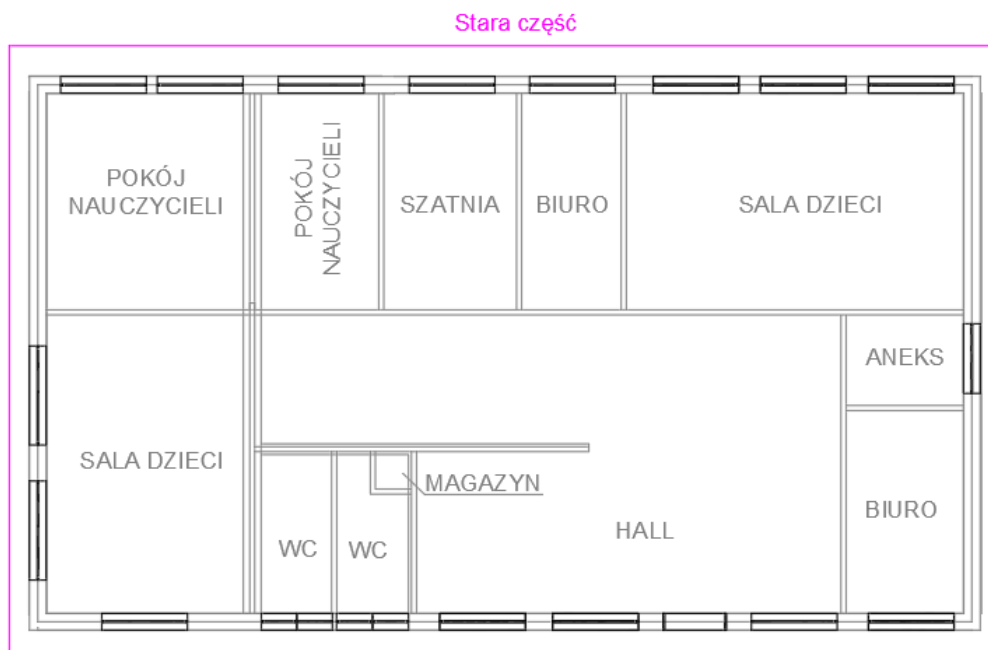 Stara część
POKÓJ
NAUCZYCIELI
POKÓJ
NAUCZYCIELI
SZATNIA
BIURO
SALA DZIECI
ANEKS
SALA DZIECI
MAGAZYN
BIURO
HALL
WC
WC